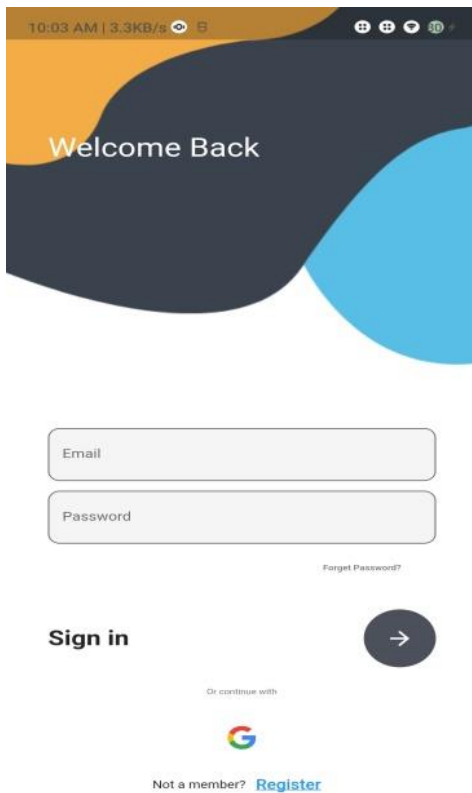 10:03 AM | 3.3KB/s
Welcome Back
Email
Password
Forget Password?
Sign in
Or continue with
Not a member? Register